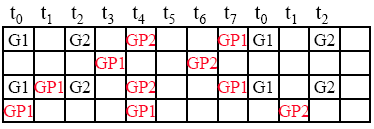 t0 t1 t2 t3 t4 t5 t6 t7 t0 t1 t2
G1 G2 GP2 GP1 G1 G2
GP1 GP2
G1 GP1 G2 GP2 GP1 G1 G2
GP1 GP1 GP2